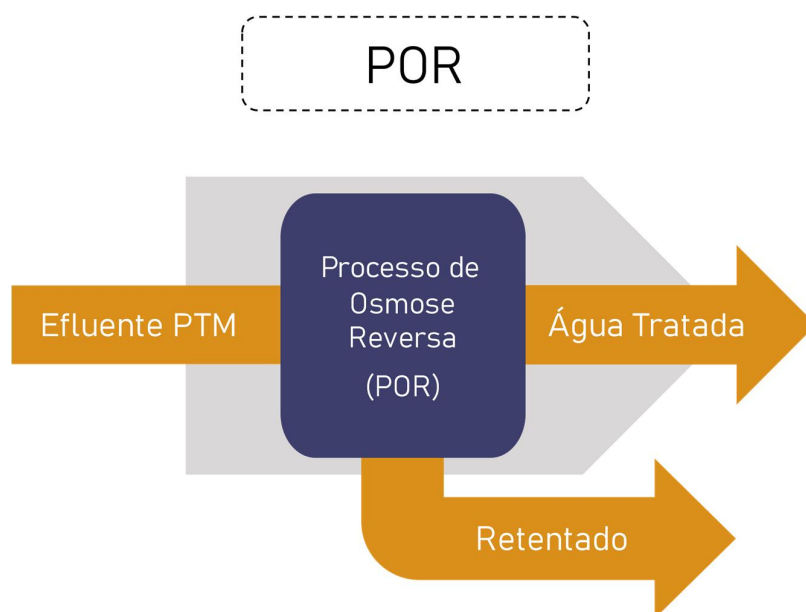 POR
Processo de
Osmose
Reversa
(POR)
Efluente PTM
Água Tratada
Retentado